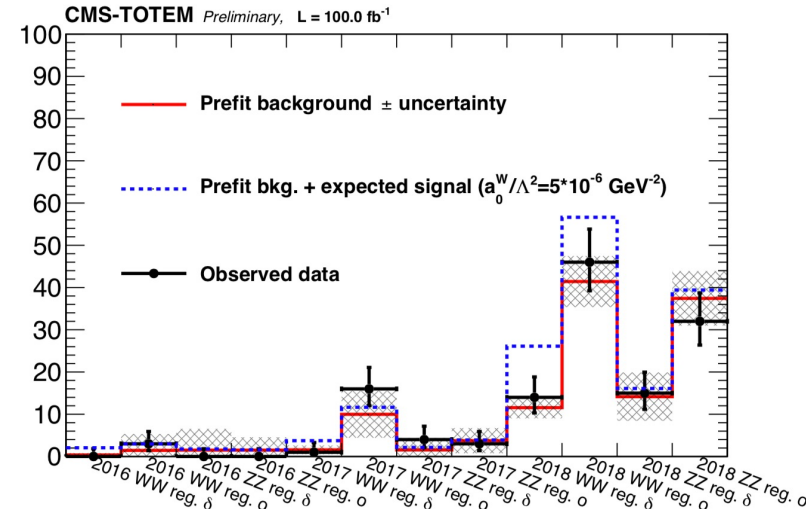 CMS-TOTEM Preliminary, L = 100.0 fb⁻¹
100
90
Prefit background ± uncertainty
80
70
Prefit bkg. + expected signal (a₀ᵂ/Λ²=5*10⁻⁶ GeV⁻²)
60
50
Observed data
40
30
20
10
0
2016 WW reg. δ
2016 WW reg. o
2016 ZZ reg. δ
2016 ZZ reg. o
2017 WW reg. δ
2017 WW reg. o
2017 ZZ reg. δ
2017 ZZ reg. o
2018 WW reg. δ
2018 WW reg. o
2018 ZZ reg. δ
2018 ZZ reg. o